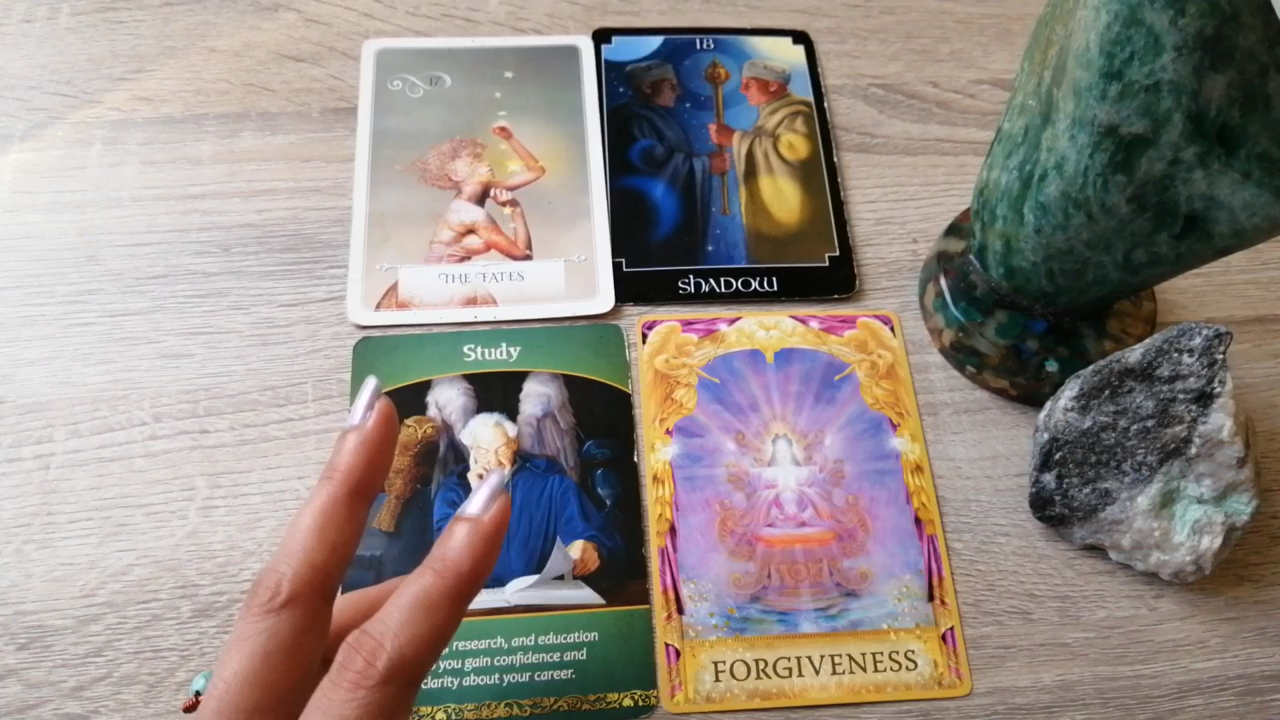 17
THE FATES
18
SHADOW
Study
research, and education
you gain confidence and
clarity about your career.
FORGIVENESS